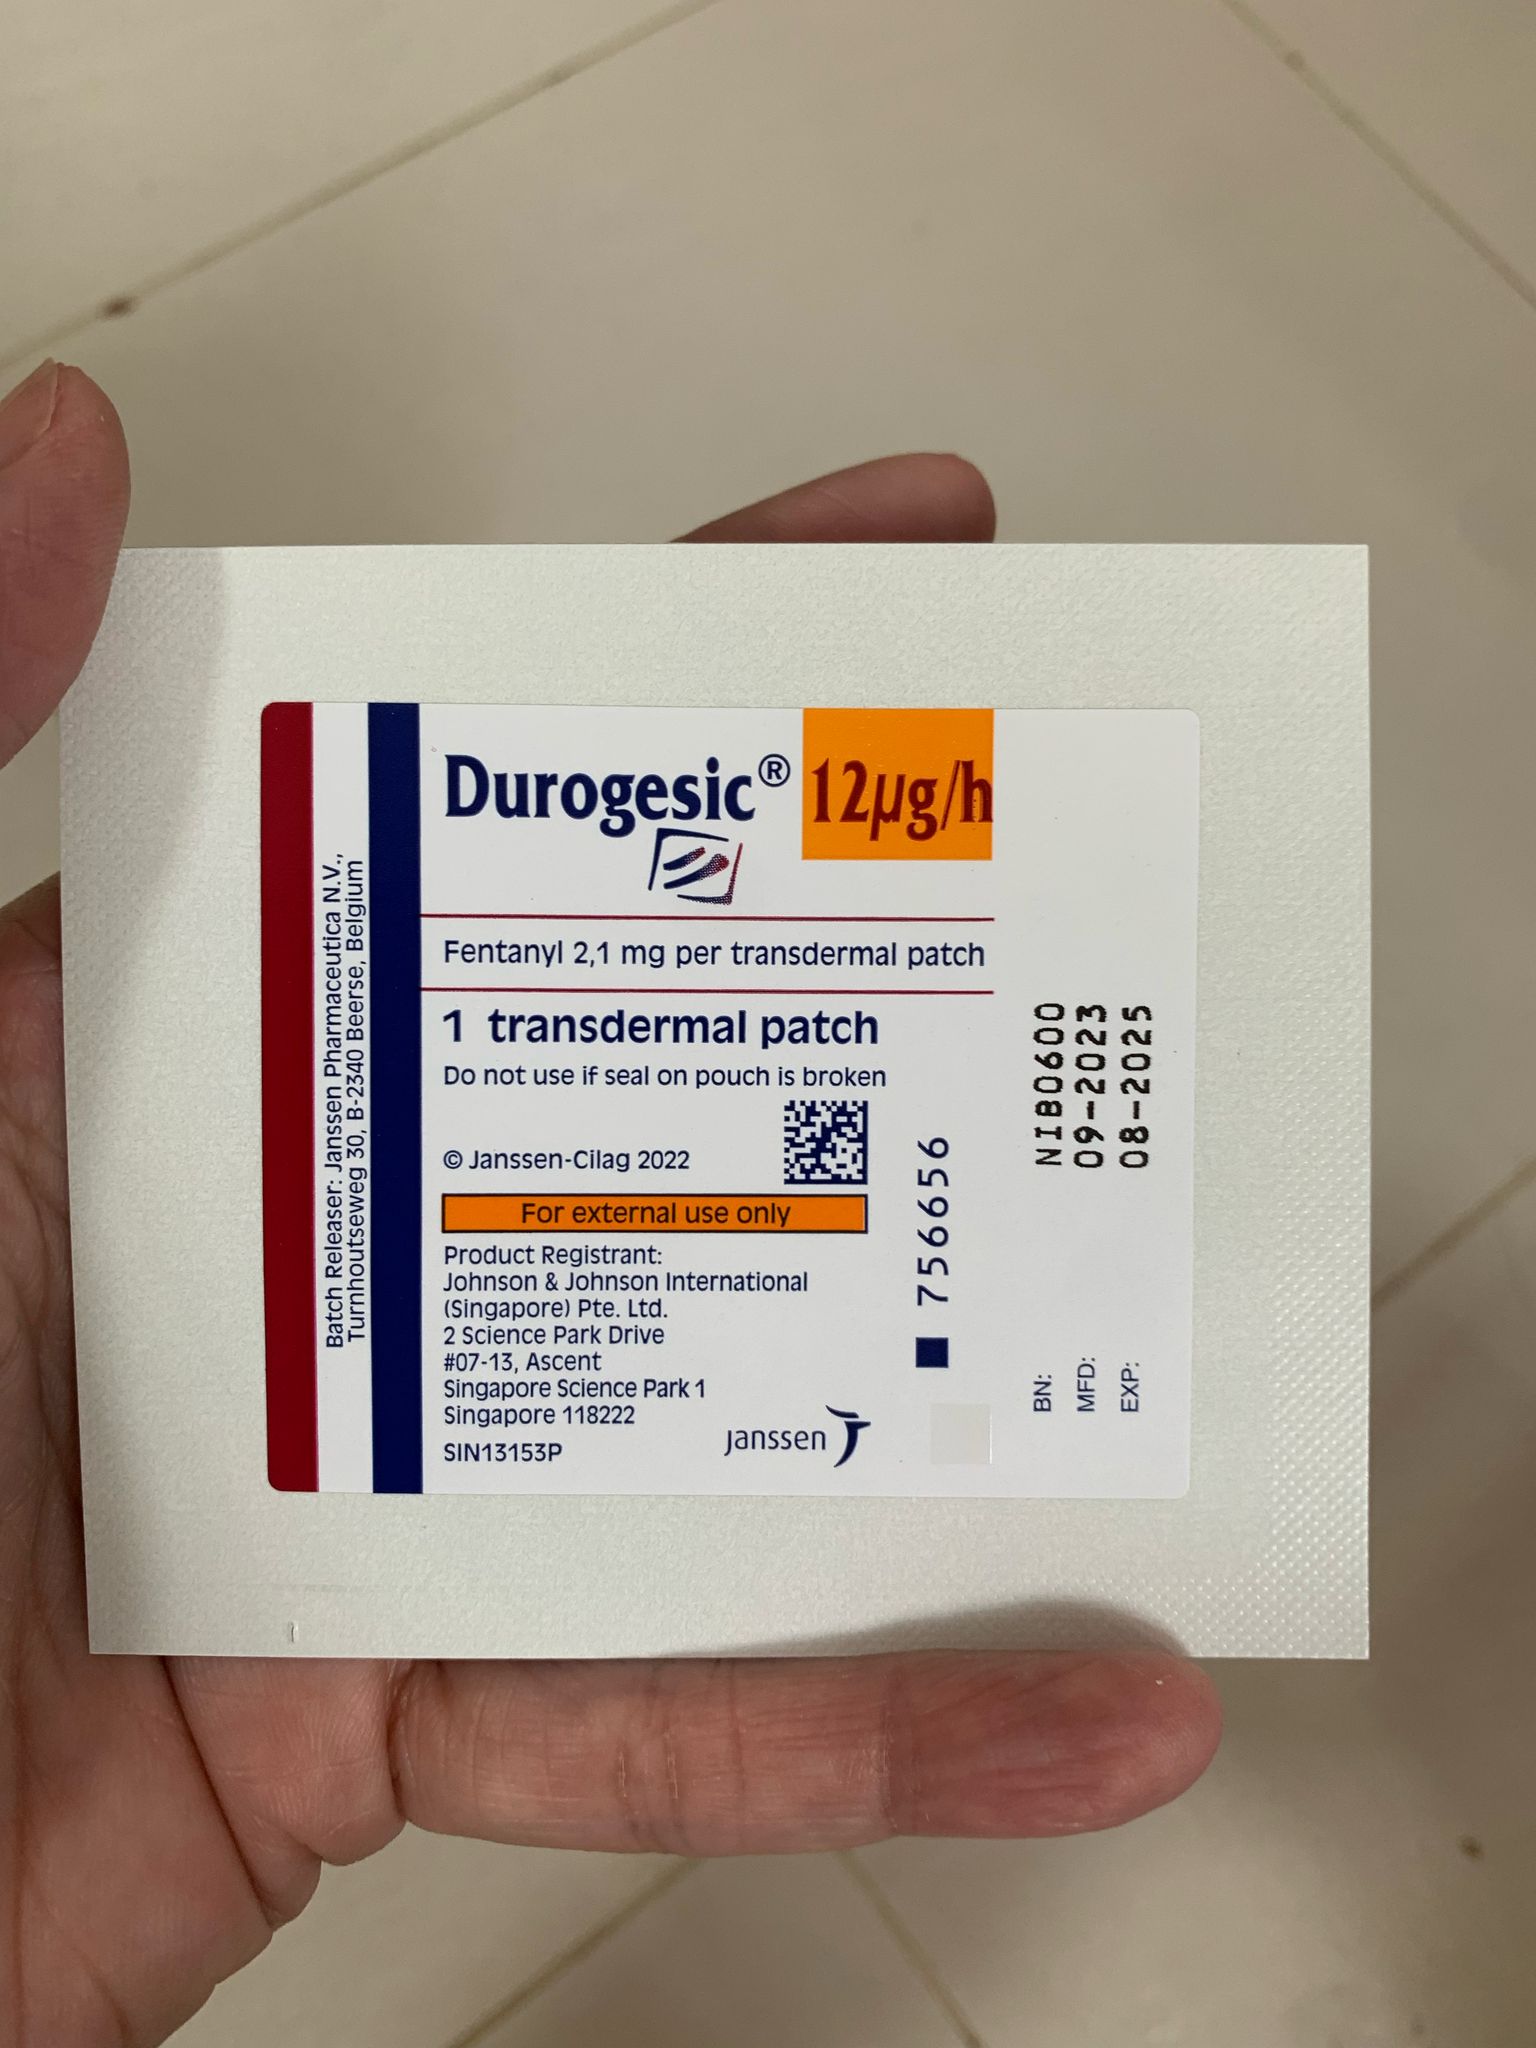 Durogesic® 12µg/h
Fentanyl 2,1 mg per transdermal patch
1 transdermal patch
Do not use if seal on pouch is broken
© Janssen-Cilag 2022
For external use only
Product Registrant:
Johnson & Johnson International
(Singapore) Pte. Ltd.
2 Science Park Drive
#07-13, Ascent
Singapore Science Park 1
Singapore 118222
SIN13153P
janssen
Batch Releaser: Janssen Pharmaceutica N.V.,
Turnhoutseweg 30, B-2340 Beerse, Belgium
756656
BN: NIB0600
MFD: 09-2023
EXP: 08-2025